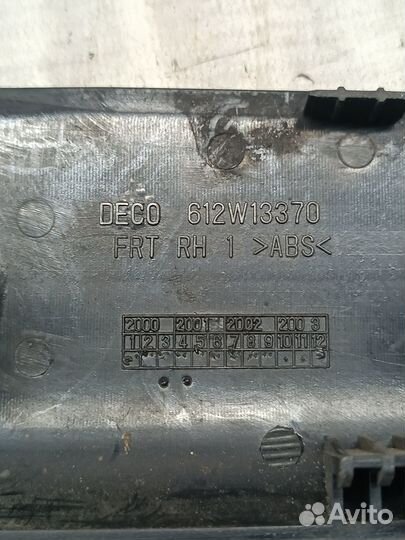 DECO 612W13370
FRT RH 1 >ABS<
2000 2001 2002 2003
1 2 3 4 5 6 7 8 9 10 11 12
Avito